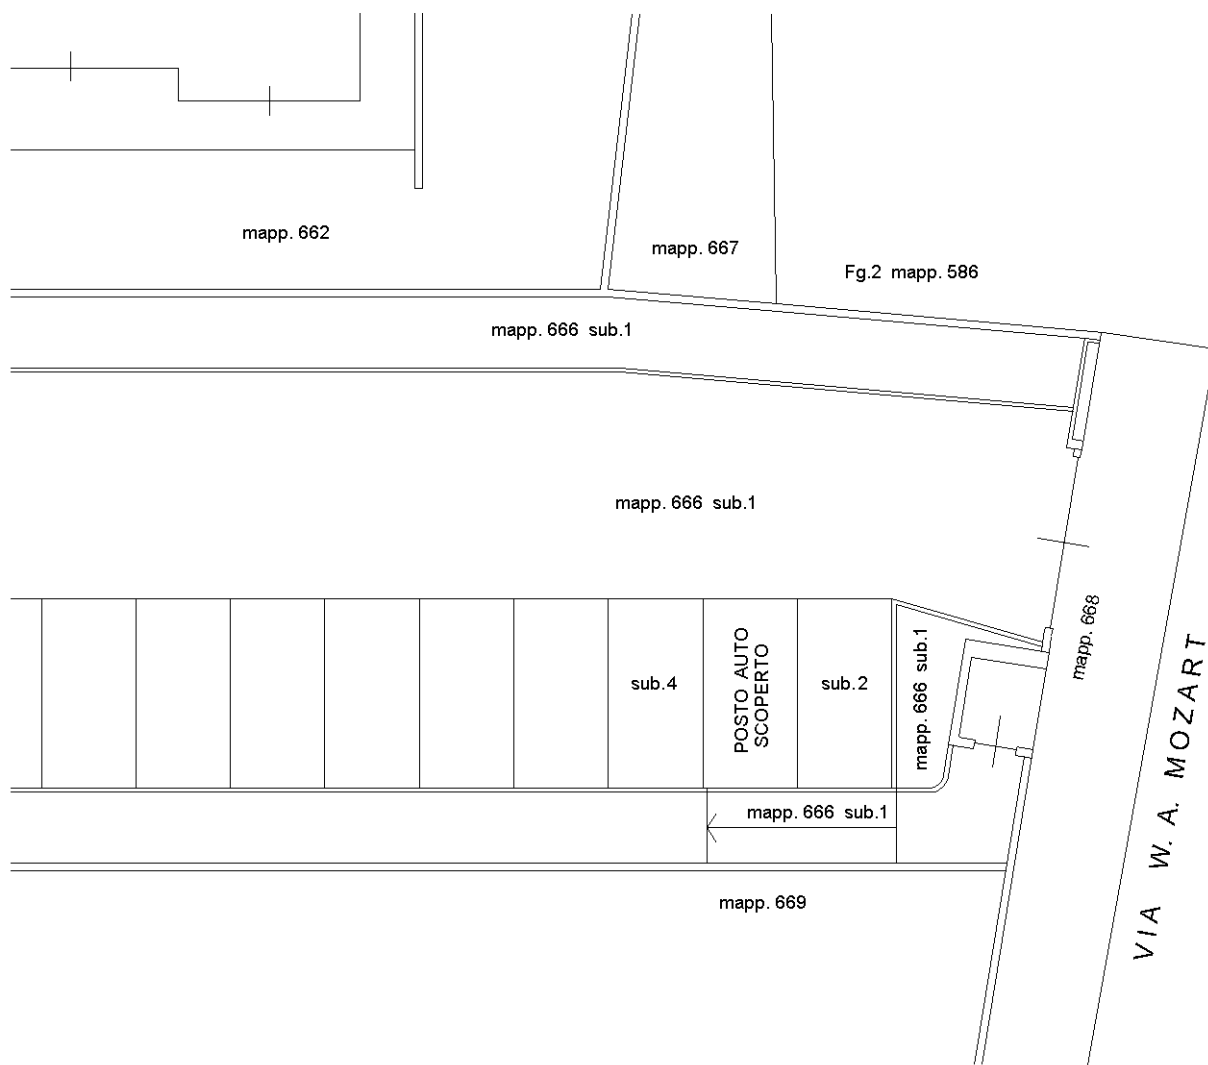 mapp. 662
mapp. 667
Fg.2 mapp. 586
mapp. 666 sub.1
mapp. 666 sub.1
mapp. 668
sub.4
POSTO AUTO
SCOPERTO
sub.2
mapp. 666 sub.1
VIA W. A. MOZART
mapp. 666 sub.1
mapp. 669